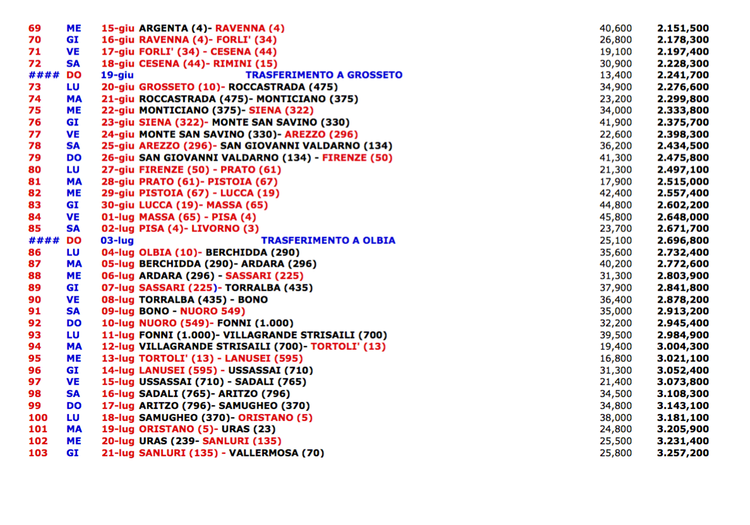 69 ME 15-giu ARGENTA (4)- RAVENNA (4) 40,600 2.151,500
70 GI 16-giu RAVENNA (4)- FORLI' (34) 26,800 2.178,300
71 VE 17-giu FORLI' (34) - CESENA (44) 19,100 2.197,400
72 SA 18-giu CESENA (44)- RIMINI (15) 30,900 2.228,300
#### DO 19-giu TRASFERIMENTO A GROSSETO 13,400 2.241,700
73 LU 20-giu GROSSETO (10)- ROCCASTRADA (475) 34,900 2.276,600
74 MA 21-giu ROCCASTRADA (475)- MONTICIANO (375) 23,200 2.299,800
75 ME 22-giu MONTICIANO (375)- SIENA (322) 34,000 2.333,800
76 GI 23-giu SIENA (322)- MONTE SAN SAVINO (330) 41,900 2.375,700
77 VE 24-giu MONTE SAN SAVINO (330)- AREZZO (296) 22,600 2.398,300
78 SA 25-giu AREZZO (296)- SAN GIOVANNI VALDARNO (134) 36,200 2.434,500
79 DO 26-giu SAN GIOVANNI VALDARNO (134) - FIRENZE (50) 41,300 2.475,800
80 LU 27-giu FIRENZE (50) - PRATO (61) 21,300 2.497,100
81 MA 28-giu PRATO (61)- PISTOIA (67) 17,900 2.515,000
82 ME 29-giu PISTOIA (67) - LUCCA (19) 42,400 2.557,400
83 GI 30-giu LUCCA (19)- MASSA (65) 44,800 2.602,200
84 VE 01-lug MASSA (65) - PISA (4) 45,800 2.648,000
85 SA 02-lug PISA (4)- LIVORNO (3) 23,700 2.671,700
#### DO 03-lug TRASFERIMENTO A OLBIA 25,100 2.696,800
86 LU 04-lug OLBIA (10)- BERCHIDDA (290) 35,600 2.732,400
87 MA 05-lug BERCHIDDA (290)- ARDARA (296) 40,200 2.772,600
88 ME 06-lug ARDARA (296) - SASSARI (225) 31,300 2.803,900
89 GI 07-lug SASSARI (225)- TORRALBA (435) 37,900 2.841,800
90 VE 08-lug TORRALBA (435) - BONO 36,400 2.878,200
91 SA 09-lug BONO - NUORO 549) 35,000 2.913,200
92 DO 10-lug NUORO (549)- FONNI (1.000) 32,200 2.945,400
93 LU 11-lug FONNI (1.000)- VILLAGRANDE STRISAILI (700) 39,500 2.984,900
94 MA 12-lug VILLAGRANDE STRISAILI (700)- TORTOLI' (13) 19,400 3.004,300
95 ME 13-lug TORTOLI' (13) - LANUSEI (595) 16,800 3.021,100
96 GI 14-lug LANUSEI (595) - USSASSAI (710) 31,300 3.052,400
97 VE 15-lug USSASSAI (710) - SADALI (765) 21,400 3.073,800
98 SA 16-lug SADALI (765)- ARITZO (796) 34,500 3.108,300
99 DO 17-lug ARITZO (796)- SAMUGHEO (370) 34,800 3.143,100
100 LU 18-lug SAMUGHEO (370)- ORISTANO (5) 38,000 3.181,100
101 MA 19-lug ORISTANO (5)- URAS (23) 24,800 3.205,900
102 ME 20-lug URAS (239- SANLURI (135) 25,500 3.231,400
103 GI 21-lug SANLURI (135) - VALLERMOSA (70) 25,800 3.257,200